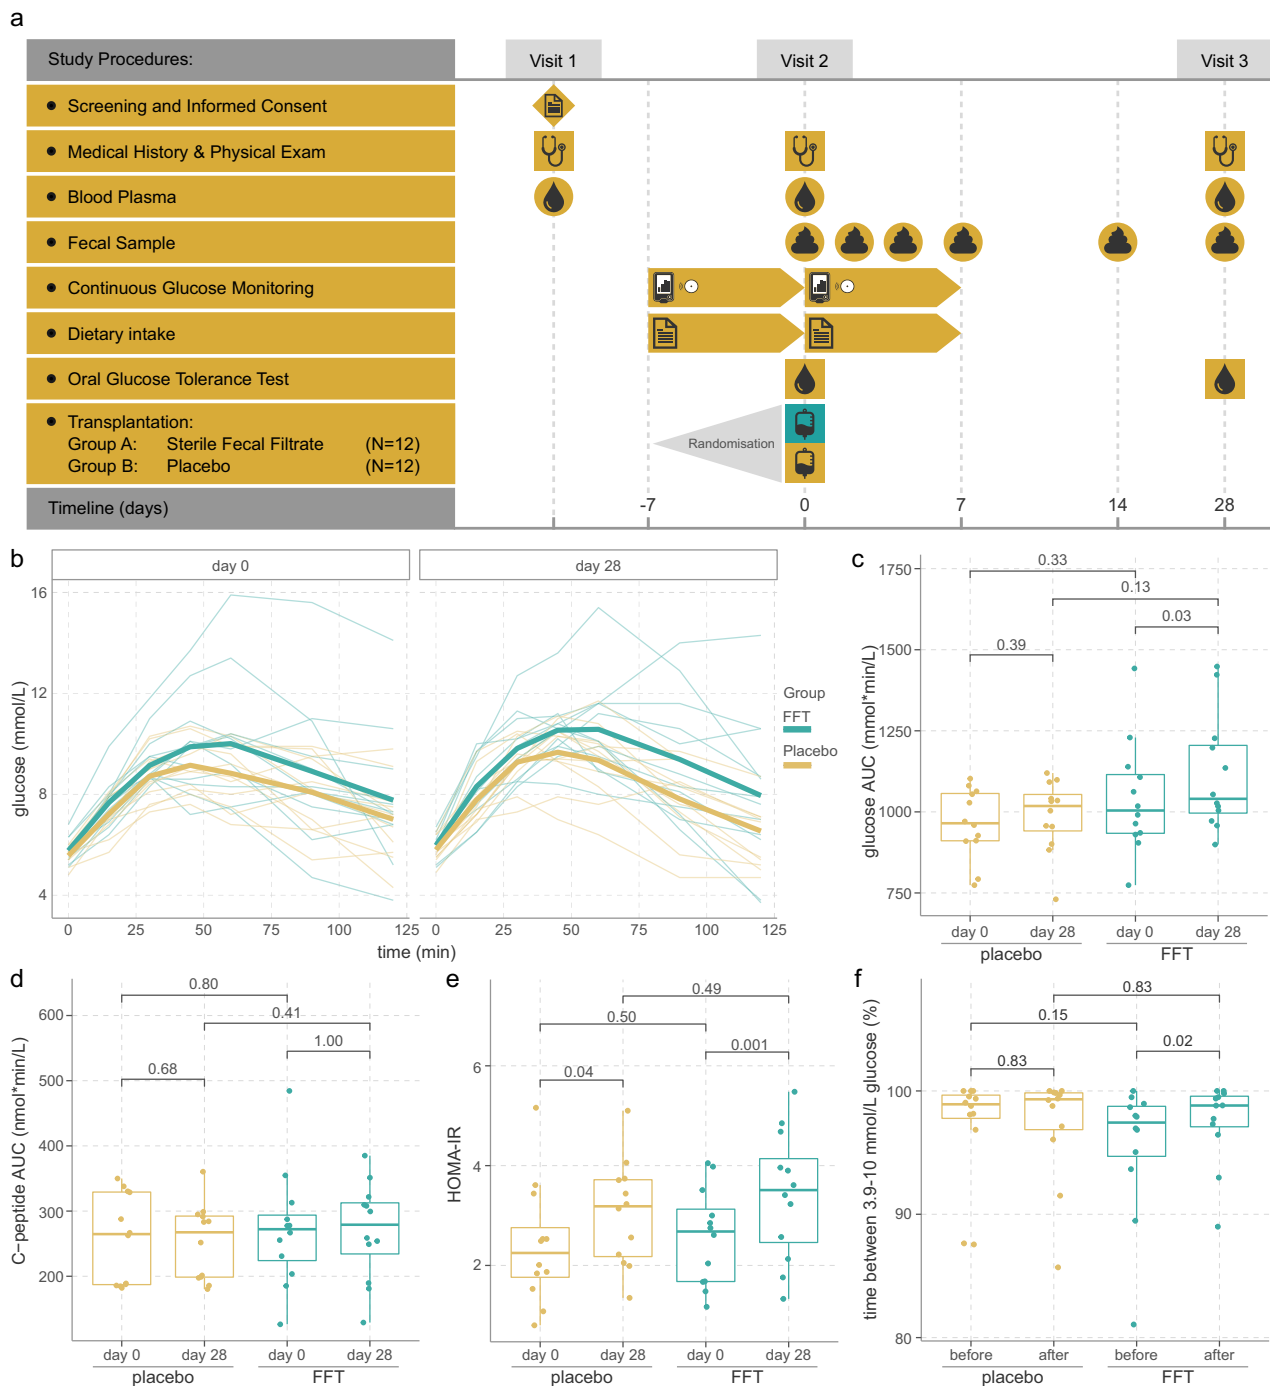 a
Study Procedures:
Visit 1
Visit 2
Visit 3
Screening and Informed Consent
Medical History & Physical Exam
Blood Plasma
Fecal Sample
Continuous Glucose Monitoring
Dietary intake
Oral Glucose Tolerance Test
Transplantation:
Group A: Sterile Fecal Filtrate (N=12)
Group B: Placebo (N=12)
Randomisation
Timeline (days)
-7 0 7 14 28
b
day 0
day 28
glucose (mmol/L)
16
12
8
4
0 25 50 75 100 125
0 25 50 75 100 125
time (min)
Group
FFT
Placebo
c
glucose AUC (mmol*min/L)
1750
1500
1250
1000
750
0.33
0.13
0.03
0.39
day 0 day 28 day 0 day 28
placebo FFT
d
C−peptide AUC (nmol*min/L)
600
500
400
300
200
0.80
0.41
1.00
0.68
day 0 day 28 day 0 day 28
placebo FFT
e
HOMA-IR
6
4
2
0.49
0.50
0.001
0.04
day 0 day 28 day 0 day 28
placebo FFT
f
time between 3.9-10 mmol/L glucose (%)
100
90
80
0.83
0.15
0.02
0.83
before after before after
placebo FFT